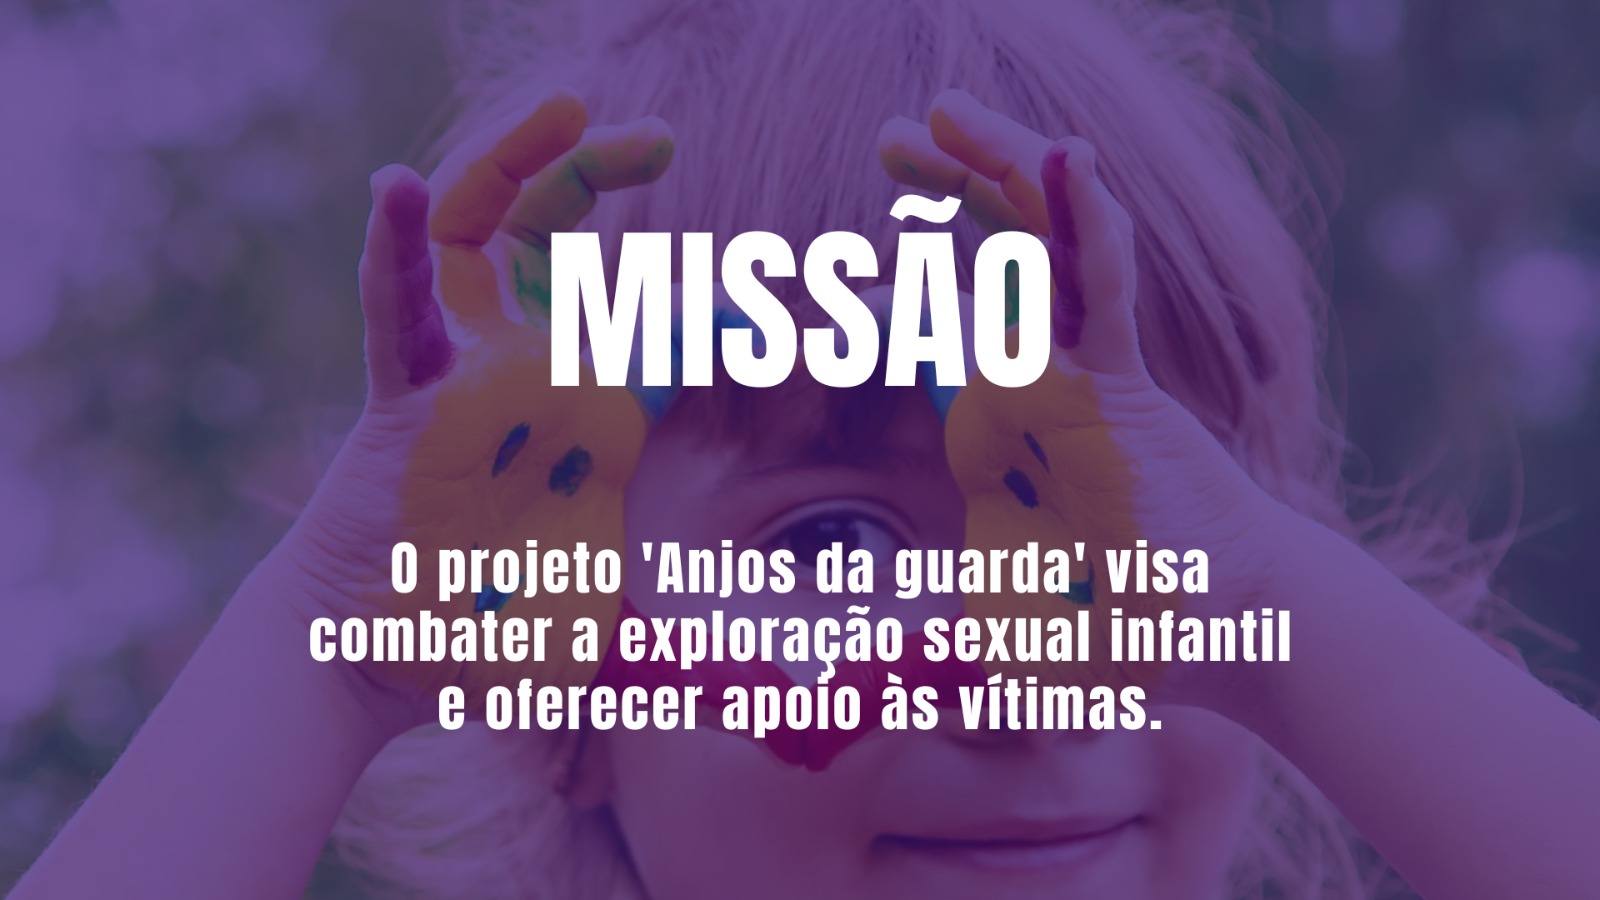 MISSÃO
O projeto 'Anjos da guarda' visa
combater a exploração sexual infantil
e oferecer apoio às vítimas.